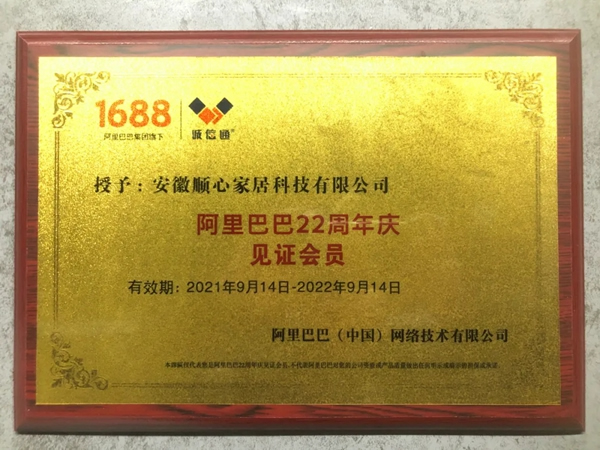 1688
阿里巴巴集团旗下
诚信通®
授予：安徽顺心家居科技有限公司
阿里巴巴22周年庆
见证会员
有效期：2021年9月14日-2022年9月14日
阿里巴巴（中国）网络技术有限公司